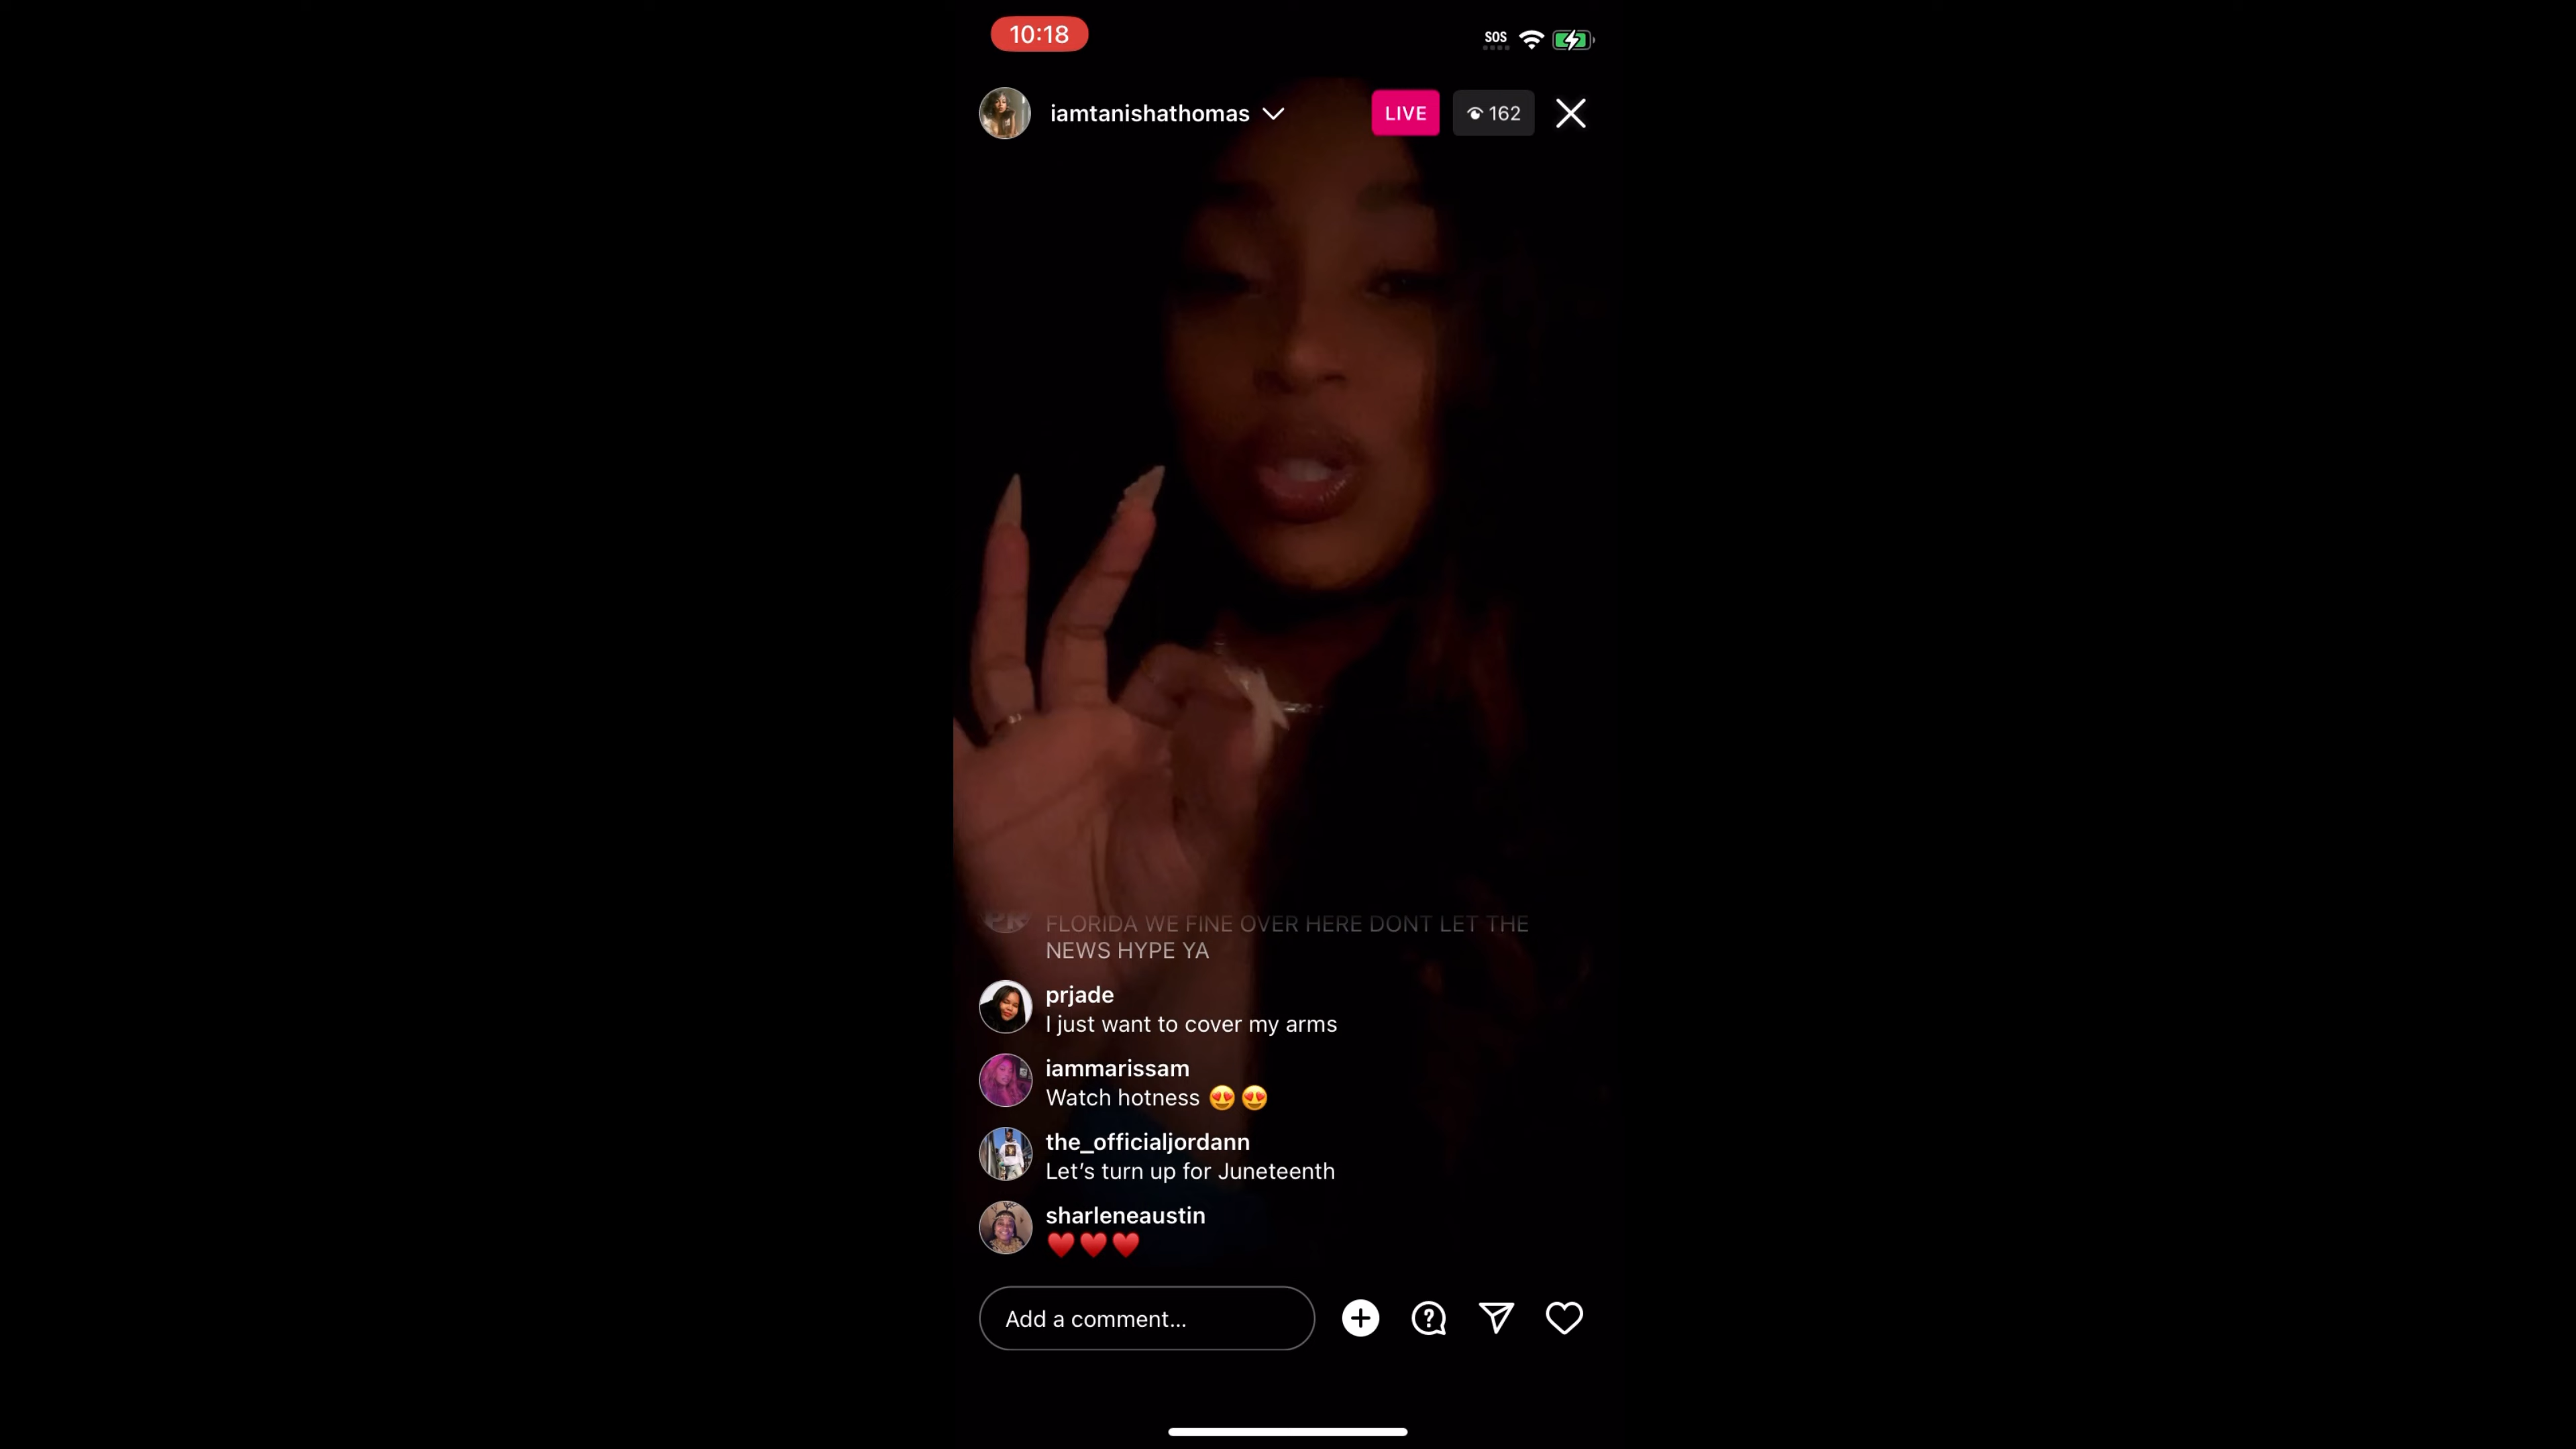 10:18
SOS
iamtanishathomas
LIVE
162
FLORIDA WE FINE OVER HERE DONT LET THE
NEWS HYPE YA
prjade
I just want to cover my arms
iammarissam
Watch hotness 😍😍
the_officialjordann
Let's turn up for Juneteenth
sharleneaustin
❤️❤️❤️
Add a comment...